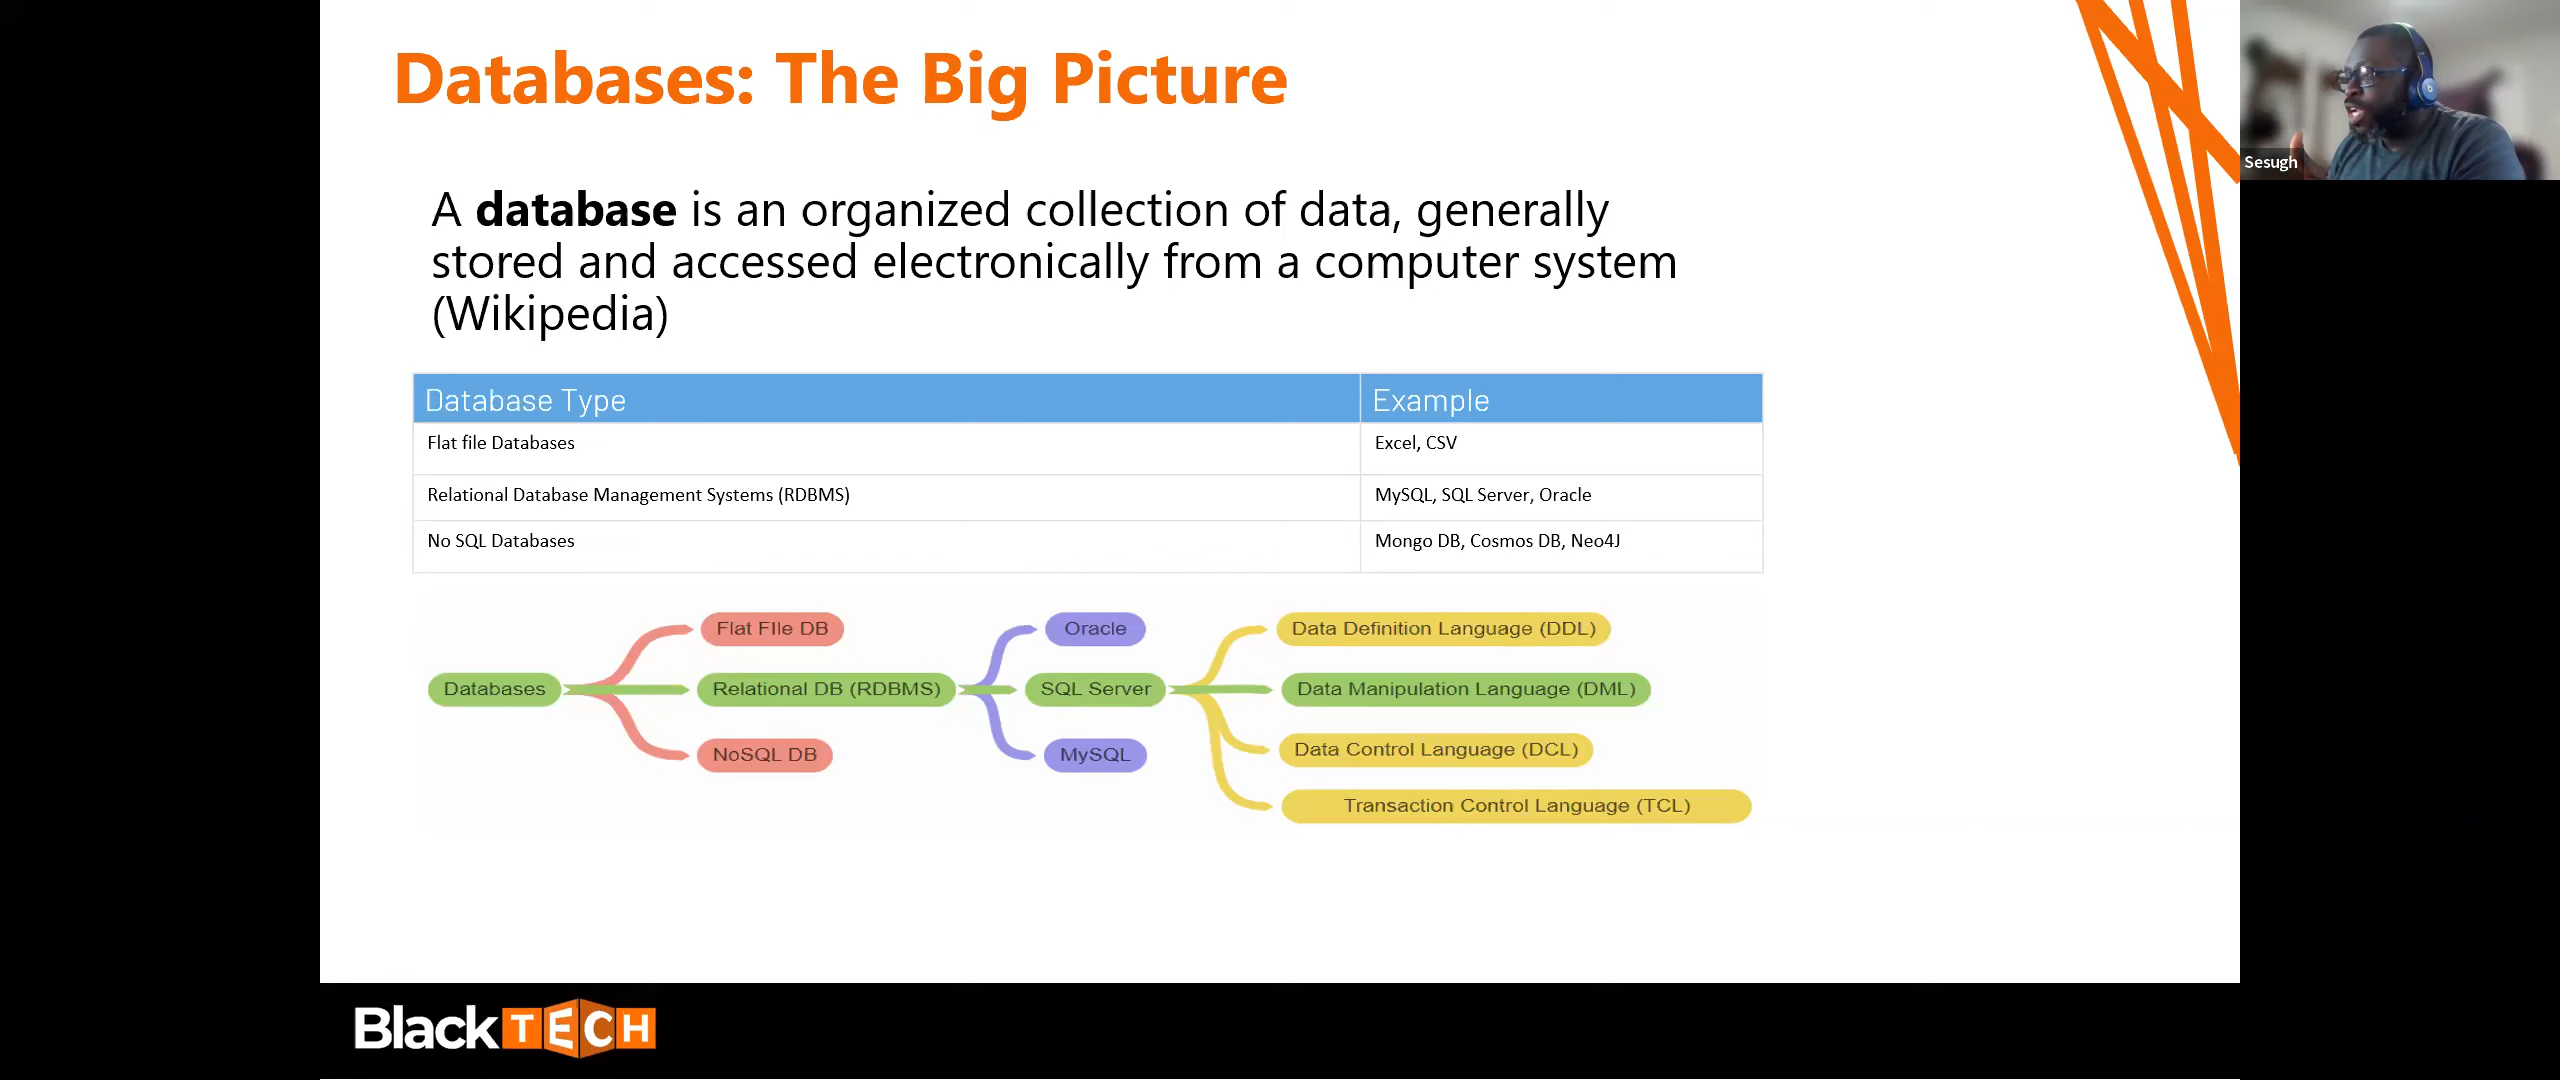 Databases: The Big Picture
Sesugh
A database is an organized collection of data, generally
stored and accessed electronically from a computer system
(Wikipedia)
Database Type Example
Flat file Databases Excel, CSV
Relational Database Management Systems (RDBMS) MySQL, SQL Server, Oracle
No SQL Databases Mongo DB, Cosmos DB, Neo4J
Flat FIle DB Oracle Data Definition Language (DDL)
Databases Relational DB (RDBMS) SQL Server Data Manipulation Language (DML)
NoSQL DB MySQL Data Control Language (DCL)
Transaction Control Language (TCL)
BlackTECH